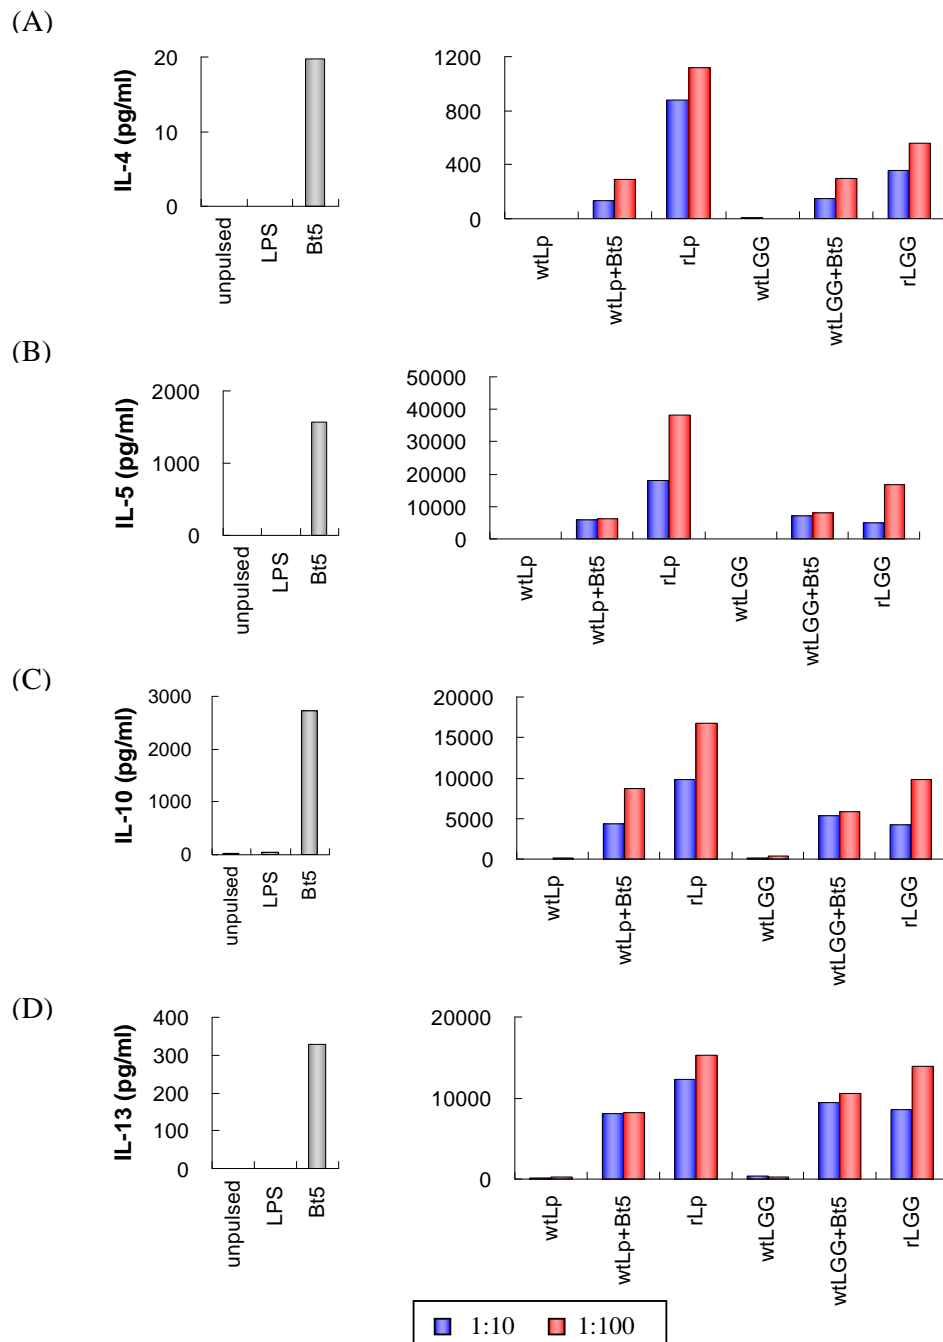 (A)
IL-4 (pg/ml)
20
10
0
unpulsed
LPS
Bt5
1200
800
400
0
wtLp
wtLp+Bt5
rLp
wtLGG
wtLGG+Bt5
rLGG
(B)
IL-5 (pg/ml)
2000
1000
0
unpulsed
LPS
Bt5
50000
40000
30000
20000
10000
0
wtLp
wtLp+Bt5
rLp
wtLGG
wtLGG+Bt5
rLGG
(C)
IL-10 (pg/ml)
3000
2000
1000
0
unpulsed
LPS
Bt5
20000
15000
10000
5000
0
wtLp
wtLp+Bt5
rLp
wtLGG
wtLGG+Bt5
rLGG
(D)
IL-13 (pg/ml)
400
300
200
100
0
unpulsed
LPS
Bt5
20000
10000
0
wtLp
wtLp+Bt5
rLp
wtLGG
wtLGG+Bt5
rLGG
1:10 1:100